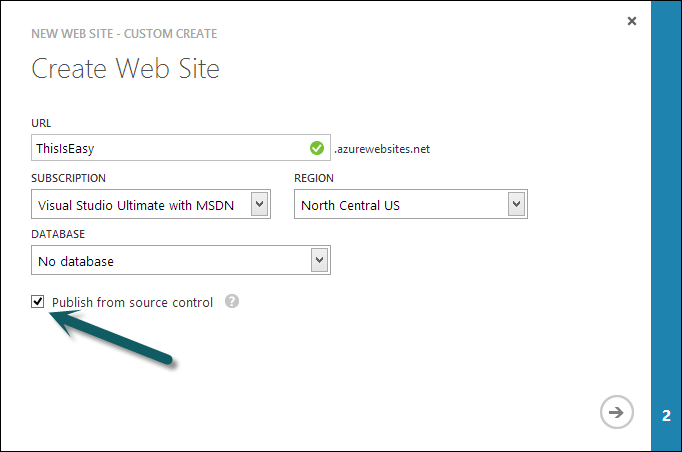 NEW WEB SITE - CUSTOM CREATE
Create Web Site
URL
ThisIsEasy .azurewebsites.net
SUBSCRIPTION REGION
Visual Studio Ultimate with MSDN North Central US
DATABASE
No database
Publish from source control ?
2